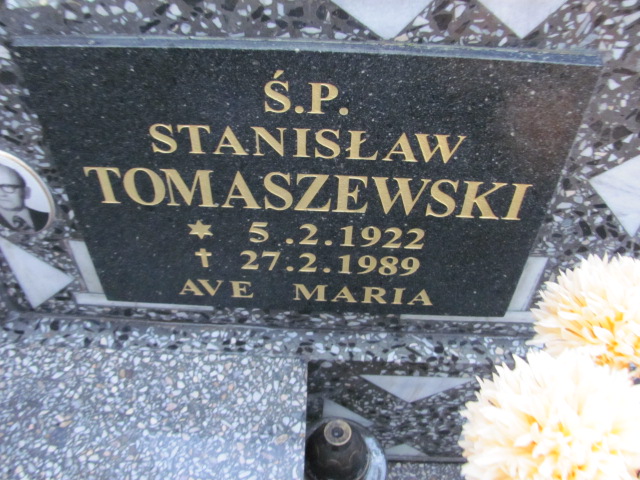 Ś.P.
STANISŁAW
TOMASZEWSKI
✶ 5.2.1922
† 27.2.1989
AVE MARIA